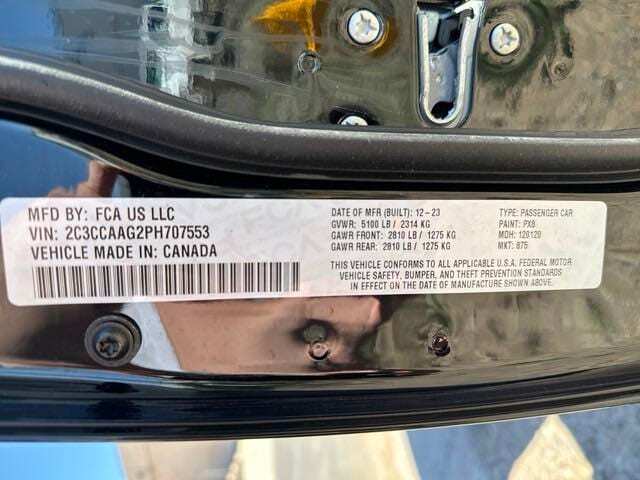 MFD BY: FCA US LLC
VIN: 2C3CCAAG2PH707553
VEHICLE MADE IN: CANADA
DATE OF MFR (BUILT): 12-23
GVWR: 5100 LB / 2314 KG
GAWR FRONT: 2810 LB / 1275 KG
GAWR REAR: 2810 LB / 1275 KG
TYPE: PASSENGER CAR
PAINT: PX8
MDH: 120120
MKT: 875
THIS VEHICLE CONFORMS TO ALL APPLICABLE U.S.A. FEDERAL MOTOR
VEHICLE SAFETY, BUMPER, AND THEFT PREVENTION STANDARDS
IN EFFECT ON THE DATE OF MANUFACTURE SHOWN ABOVE.